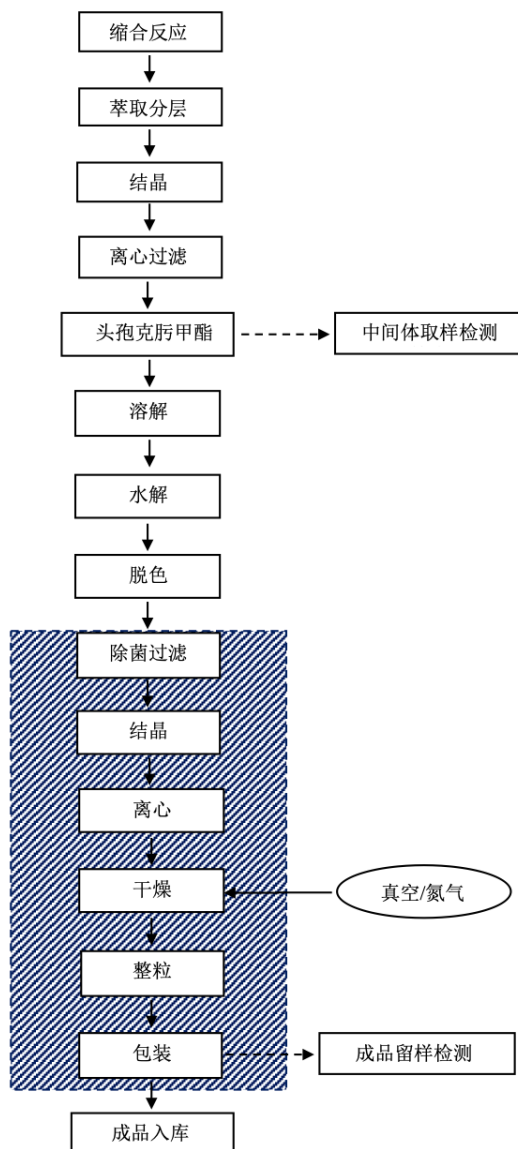 缩合反应
萃取分层
结晶
离心过滤
头孢克肟甲酯
中间体取样检测
溶解
水解
脱色
除菌过滤
结晶
离心
干燥
真空/氮气
整粒
包装
成品留样检测
成品入库